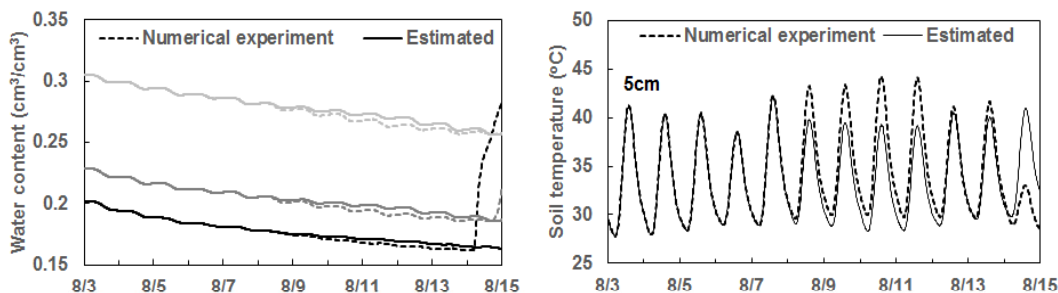 Water content (cm³/cm³)
0.35
0.3
0.25
0.2
0.15
Numerical experiment Estimated
8/3 8/5 8/7 8/9 8/11 8/13 8/15
Soil temperature (°C)
50
45
40
35
30
25
Numerical experiment Estimated
5cm
8/3 8/5 8/7 8/9 8/11 8/13 8/15